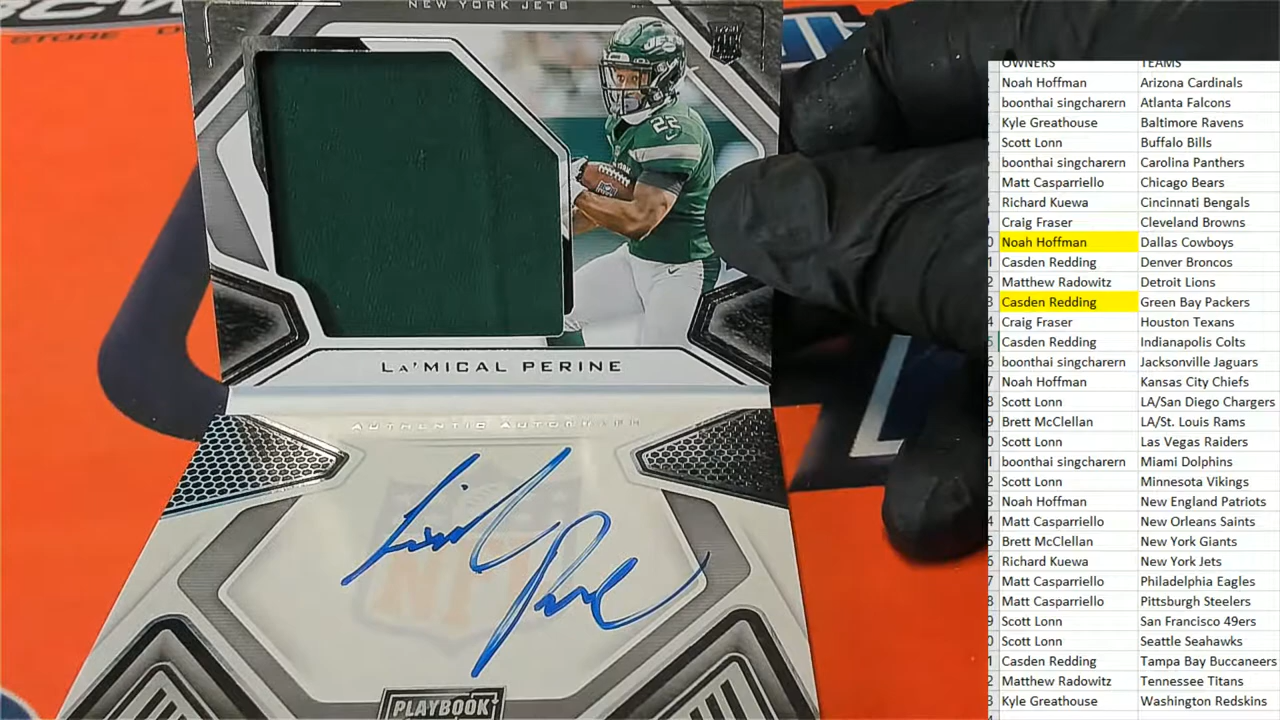 NEW YORK JETS
JETS
22
LA'MICAL PERINE
AUTHENTIC AUTOGRAPH
PLAYBOOK
STORE
OWNERS TEAMS
Noah Hoffman Arizona Cardinals
boonthai singcharern Atlanta Falcons
Kyle Greathouse Baltimore Ravens
Scott Lonn Buffalo Bills
boonthai singcharern Carolina Panthers
Matt Casparriello Chicago Bears
Richard Kuewa Cincinnati Bengals
Craig Fraser Cleveland Browns
Noah Hoffman Dallas Cowboys
Casden Redding Denver Broncos
Matthew Radowitz Detroit Lions
Casden Redding Green Bay Packers
Craig Fraser Houston Texans
Casden Redding Indianapolis Colts
boonthai singcharern Jacksonville Jaguars
Noah Hoffman Kansas City Chiefs
Scott Lonn LA/San Diego Chargers
Brett McClellan LA/St. Louis Rams
Scott Lonn Las Vegas Raiders
boonthai singcharern Miami Dolphins
Scott Lonn Minnesota Vikings
Noah Hoffman New England Patriots
Matt Casparriello New Orleans Saints
Brett McClellan New York Giants
Richard Kuewa New York Jets
Matt Casparriello Philadelphia Eagles
Matt Casparriello Pittsburgh Steelers
Scott Lonn San Francisco 49ers
Scott Lonn Seattle Seahawks
Casden Redding Tampa Bay Buccaneers
Matthew Radowitz Tennessee Titans
Kyle Greathouse Washington Redskins